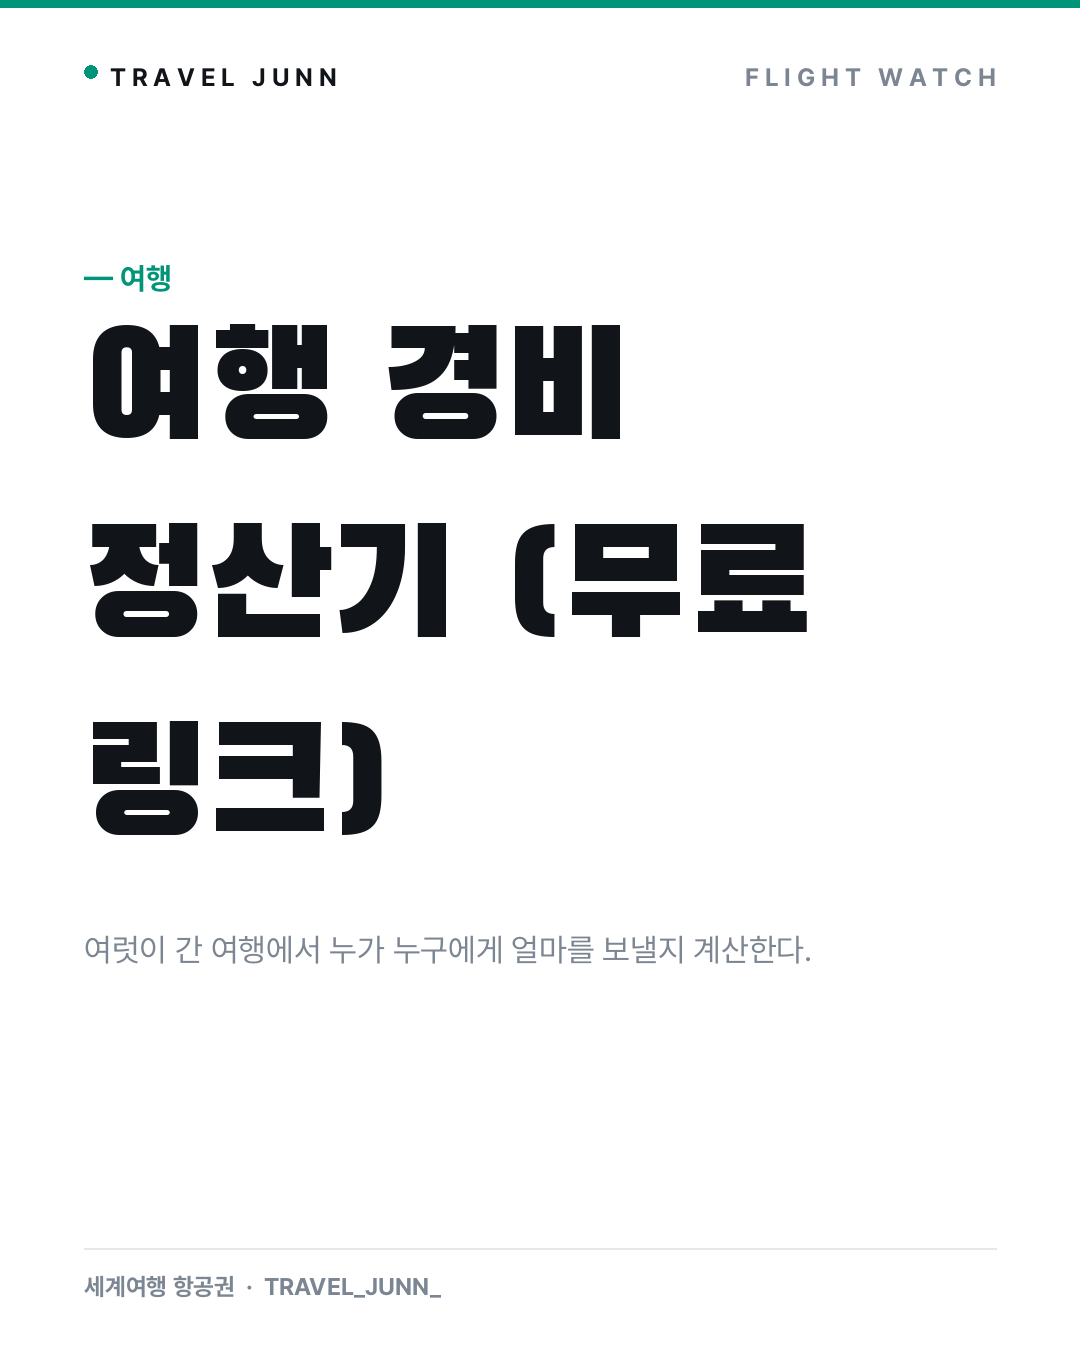 TRAVEL JUNN
FLIGHT WATCH
— 여행
여행 경비
정산기 (무료
링크)
여럿이 간 여행에서 누가 누구에게 얼마를 보낼지 계산한다.
세계여행 항공권 · TRAVEL_JUNN_